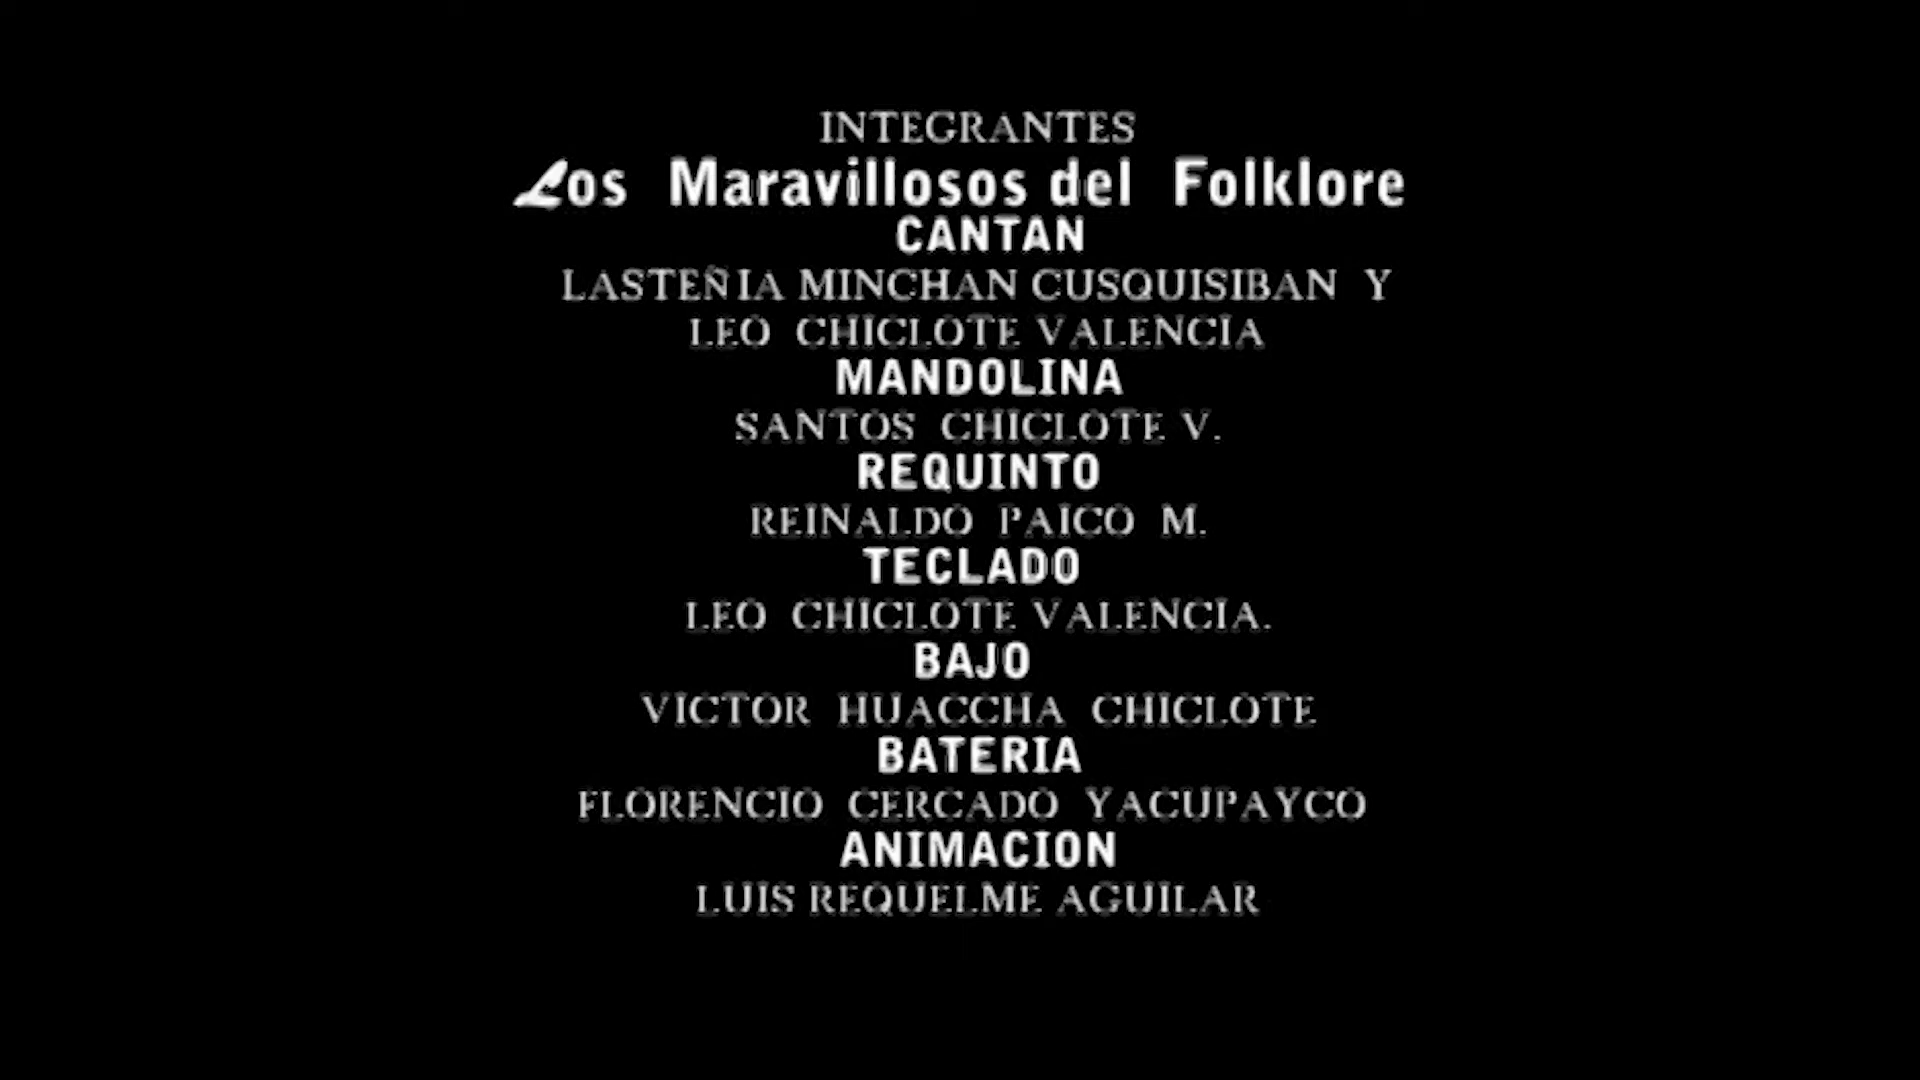 INTEGRANTES
Los Maravillosos del Folklore
CANTAN
LASTEÑIA MINCHAN CUSQUISIBAN Y
LEO CHICLOTE VALENCIA
MANDOLINA
SANTOS CHICLOTE V.
REQUINTO
REINALDO PAICO M.
TECLADO
LEO CHICLOTE VALENCIA.
BAJO
VICTOR HUACCHA CHICLOTE
BATERIA
FLORENCIO CERCADO YACUPAYCO
ANIMACION
LUIS REQUELME AGUILAR